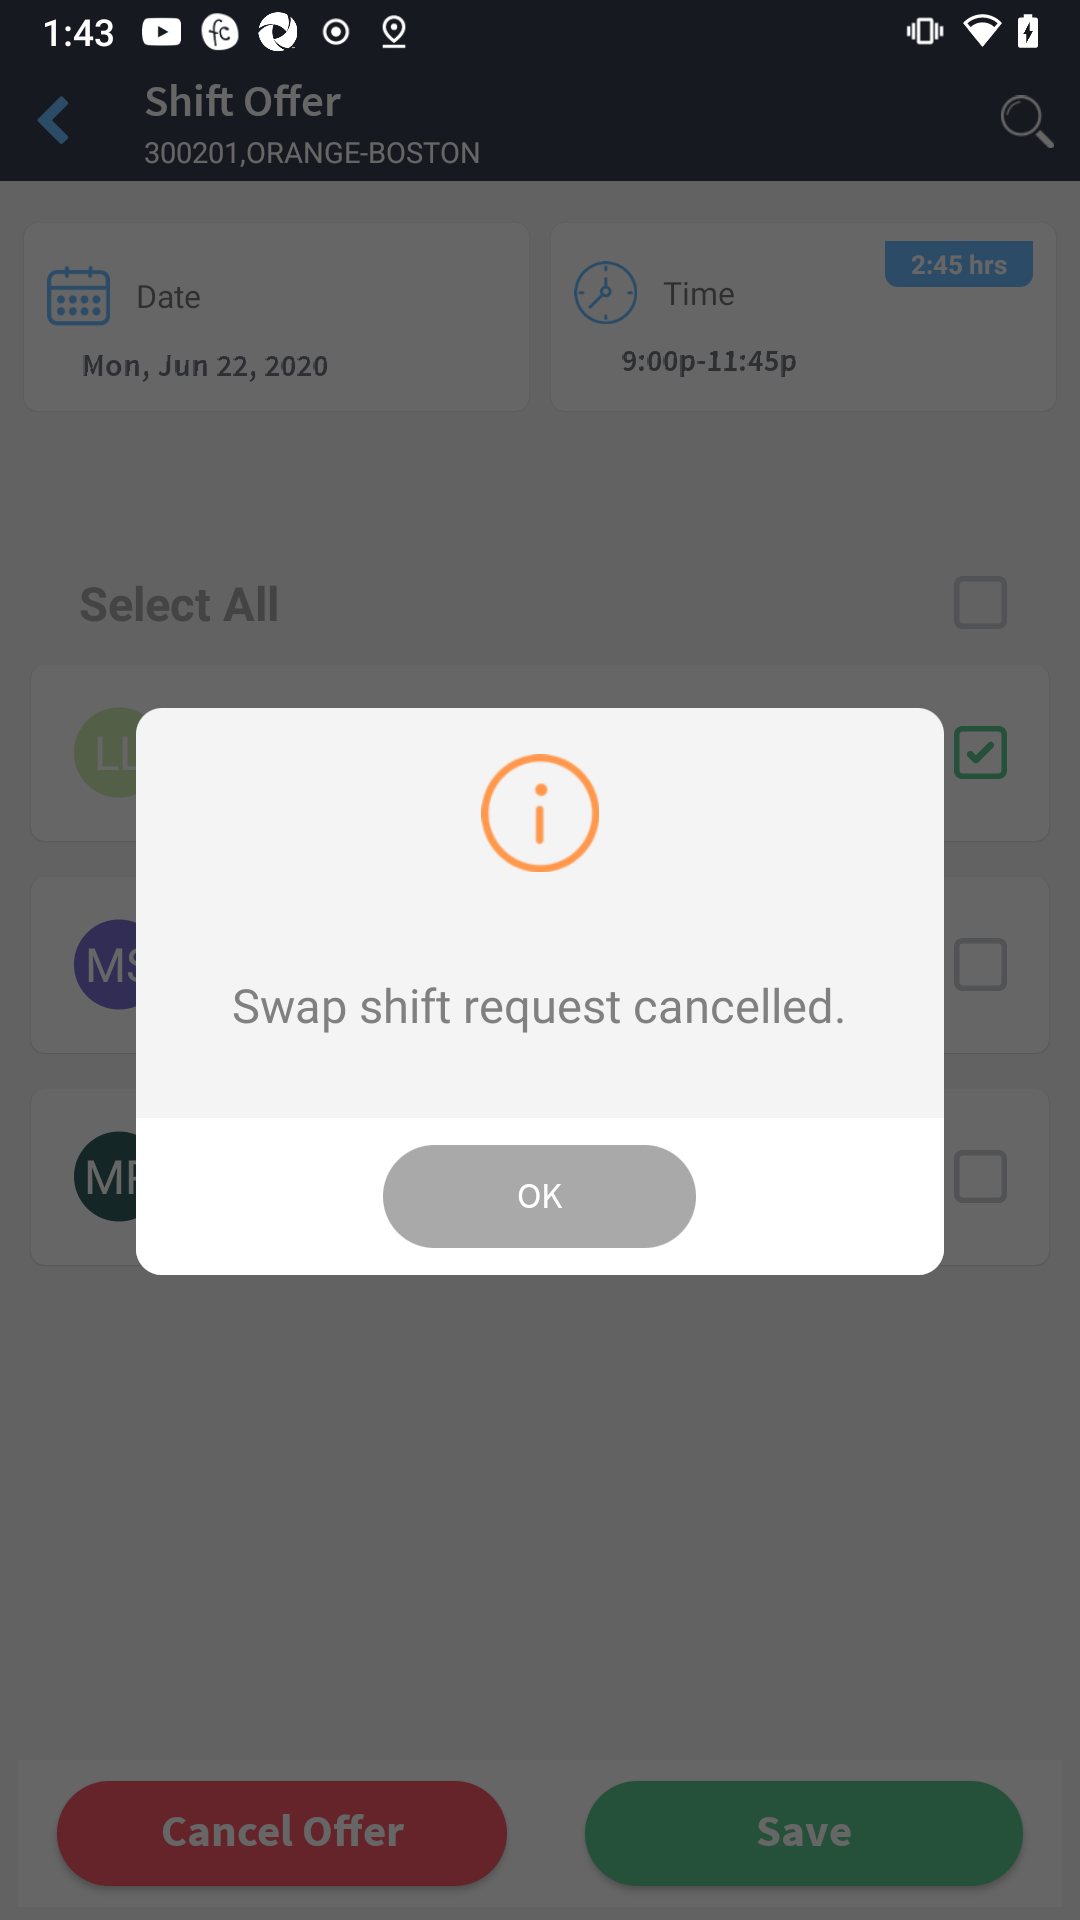 1:43
Shift Offer
300201,ORANGE-BOSTON
Date
Mon, Jun 22, 2020
2:45 hrs
Time
9:00p-11:45p
Select All
LL
MS
Swap shift request cancelled.
OK
Cancel Offer
Save